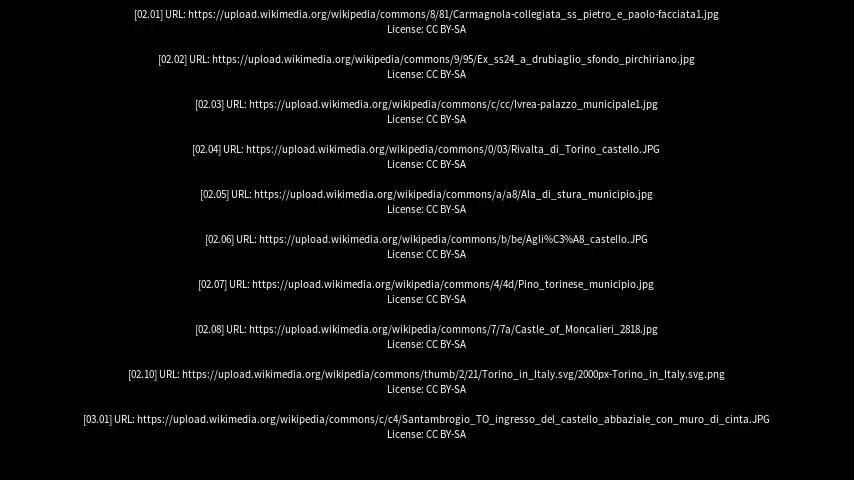 [02.01] URL: https://upload.wikimedia.org/wikipedia/commons/8/81/Carmagnola-collegiata_ss_pietro_e_paolo-facciata1.jpg
License: CC BY-SA
[02.02] URL: https://upload.wikimedia.org/wikipedia/commons/9/95/Ex_ss24_a_drubiaglio_sfondo_pirchiriano.jpg
License: CC BY-SA
[02.03] URL: https://upload.wikimedia.org/wikipedia/commons/c/cc/Ivrea-palazzo_municipale1.jpg
License: CC BY-SA
[02.04] URL: https://upload.wikimedia.org/wikipedia/commons/0/03/Rivalta_di_Torino_castello.JPG
License: CC BY-SA
[02.05] URL: https://upload.wikimedia.org/wikipedia/commons/a/a8/Ala_di_stura_municipio.jpg
License: CC BY-SA
[02.06] URL: https://upload.wikimedia.org/wikipedia/commons/b/be/Agli%C3%A8_castello.JPG
License: CC BY-SA
[02.07] URL: https://upload.wikimedia.org/wikipedia/commons/4/4d/Pino_torinese_municipio.jpg
License: CC BY-SA
[02.08] URL: https://upload.wikimedia.org/wikipedia/commons/7/7a/Castle_of_Moncalieri_2818.jpg
License: CC BY-SA
[02.10] URL: https://upload.wikimedia.org/wikipedia/commons/thumb/2/21/Torino_in_Italy.svg/2000px-Torino_in_Italy.svg.png
License: CC BY-SA
[03.01] URL: https://upload.wikimedia.org/wikipedia/commons/c/c4/Santambrogio_TO_ingresso_del_castello_abbaziale_con_muro_di_cinta.JPG
License: CC BY-SA